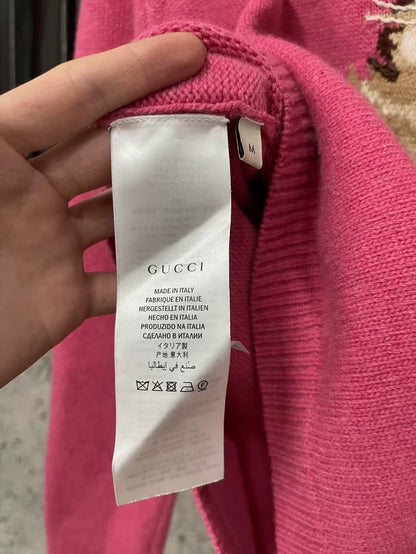 M
GUCCI
MADE IN ITALY
FABRIQUÉ EN ITALIE
HERGESTELLT IN ITALIEN
HECHO EN ITALIA
PRODUZIDO NA ITALIA
СДЕЛАНО В ИТАЛИИ
イタリア製
产地 意大利
صنع في إيطاليا